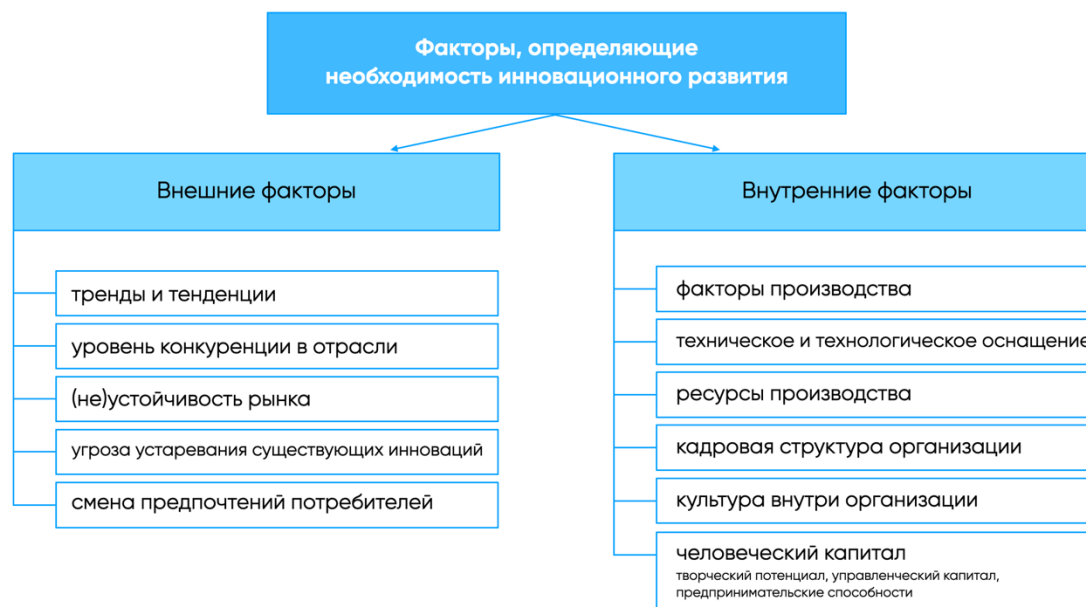 Факторы, определяющие
необходимость инновационного развития
Внешние факторы
тренды и тенденции
уровень конкуренции в отрасли
(не)устойчивость рынка
угроза устаревания существующих инноваций
смена предпочтений потребителей
Внутренние факторы
факторы производства
техническое и технологическое оснащение
ресурсы производства
кадровая структура организации
культура внутри организации
человеческий капитал
творческий потенциал, управленческий капитал,
предпринимательские способности